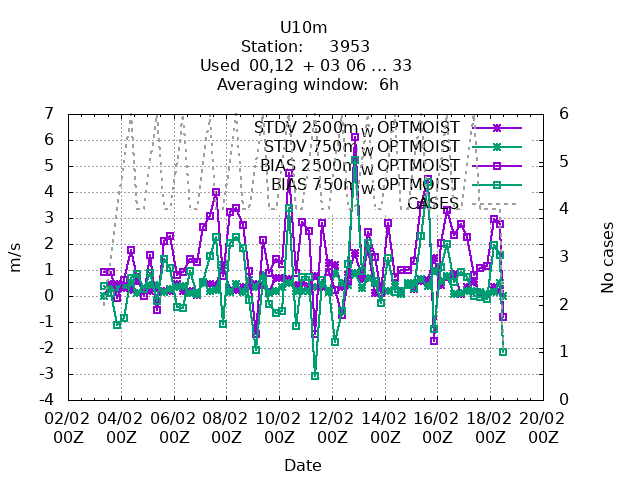 U10m
Station: 3953
Used 00,12 + 03 06 ... 33
Averaging window: 6h
7 6
6 5
5 4
4 3
3 2
2 1
1 0
0
-1
-2
-3
-4
m/s
No cases
STDV 2500m_W OPTMOIST
STDV 750m_W OPTMOIST
BIAS 2500m_W OPTMOIST
BIAS 750m_W OPTMOIST
CASES
02/02 04/02 06/02 08/02 10/02 12/02 14/02 16/02 18/02 20/02
00Z 00Z 00Z 00Z 00Z 00Z 00Z 00Z 00Z 00Z
Date